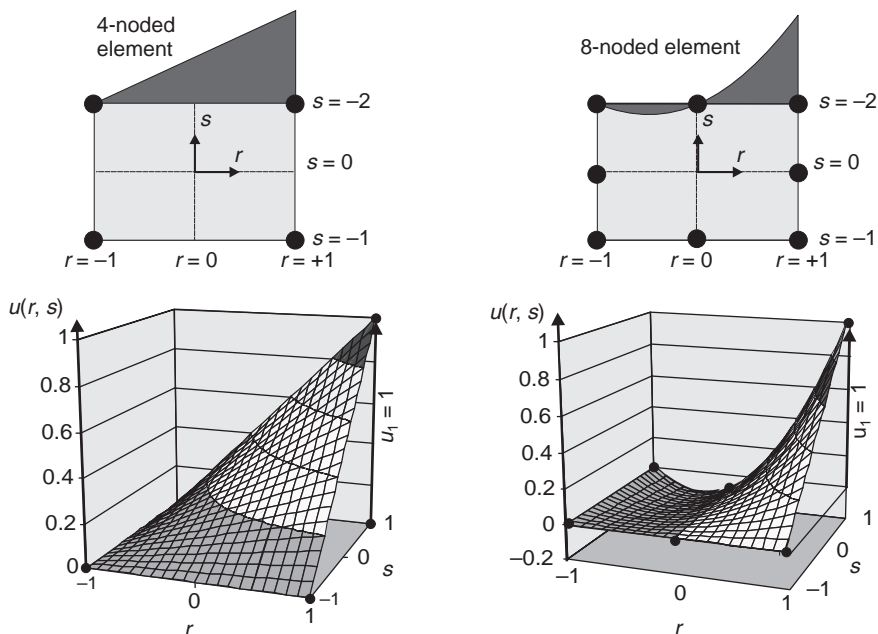 4-noded
element
s = –2
s
r
s = 0
s = –1
r = –1
r = 0
r = +1
8-noded element
s = –2
s
r
s = 0
s = –1
r = –1
r = 0
r = +1
u(r, s)
1
0.8
0.6
0.4
0.2
0
–1
0
1
r
–1
0
1
s
u1 = 1
u(r, s)
1
0.8
0.6
0.4
0.2
0
–0.2
–1
0
1
r
–1
0
1
s
u1 = 1